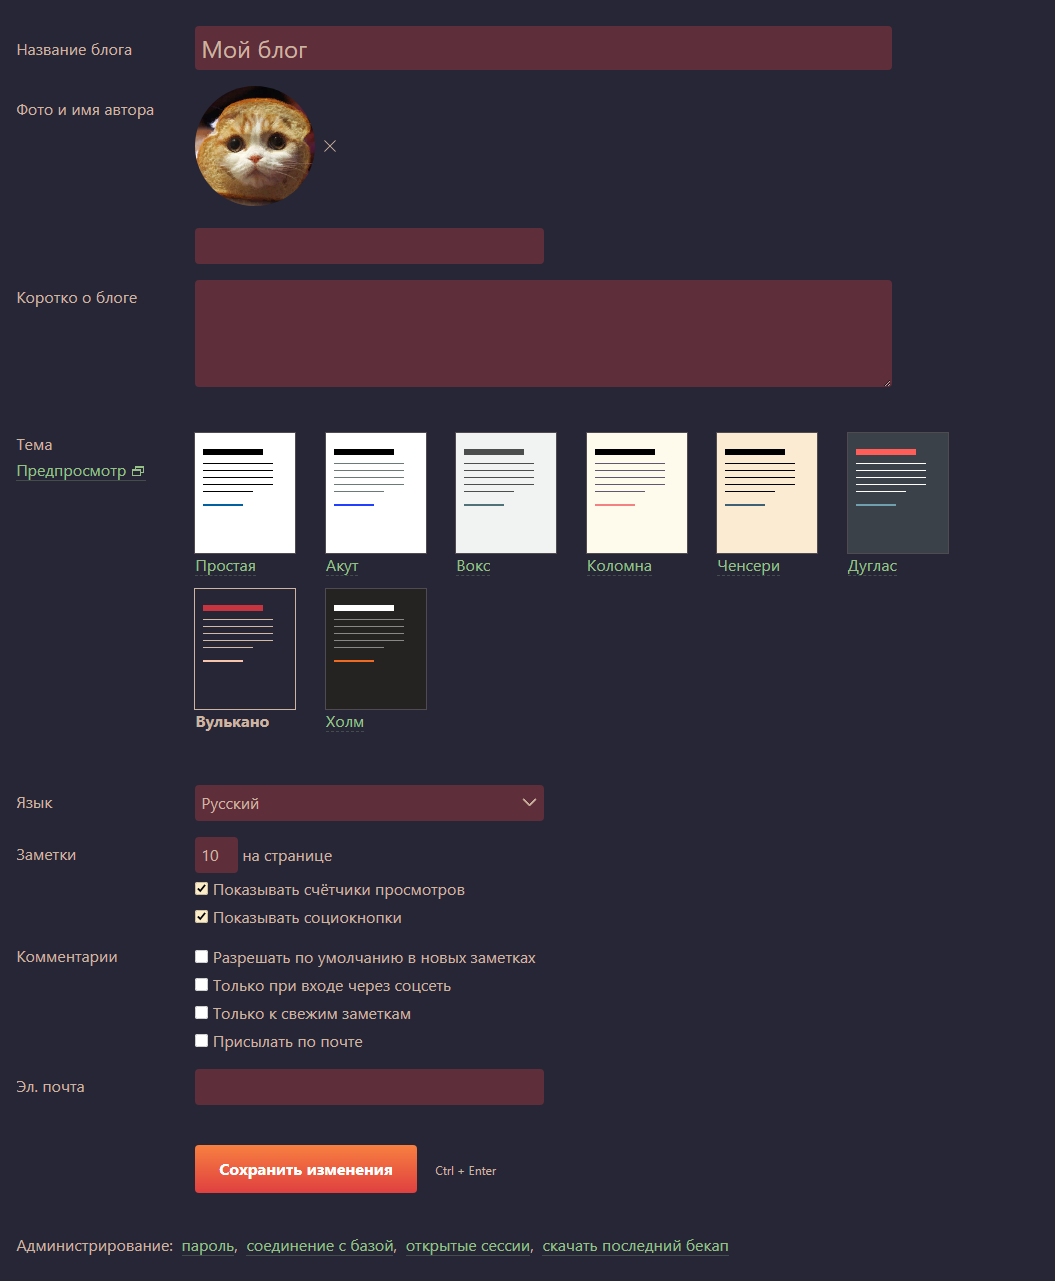 Название блога
Мой блог
Фото и имя автора
Коротко о блоге
Тема
Предпросмотр
Простая
Акут
Вокс
Коломна
Ченсери
Дуглас
Вулькано
Холм
Язык
Русский
Заметки
10 на странице
Показывать счётчики просмотров
Показывать социокнопки
Комментарии
Разрешать по умолчанию в новых заметках
Только при входе через соцсеть
Только к свежим заметкам
Присылать по почте
Эл. почта
Сохранить изменения
Ctrl + Enter
Администрирование: пароль, соединение с базой, открытые сессии, скачать последний бекап